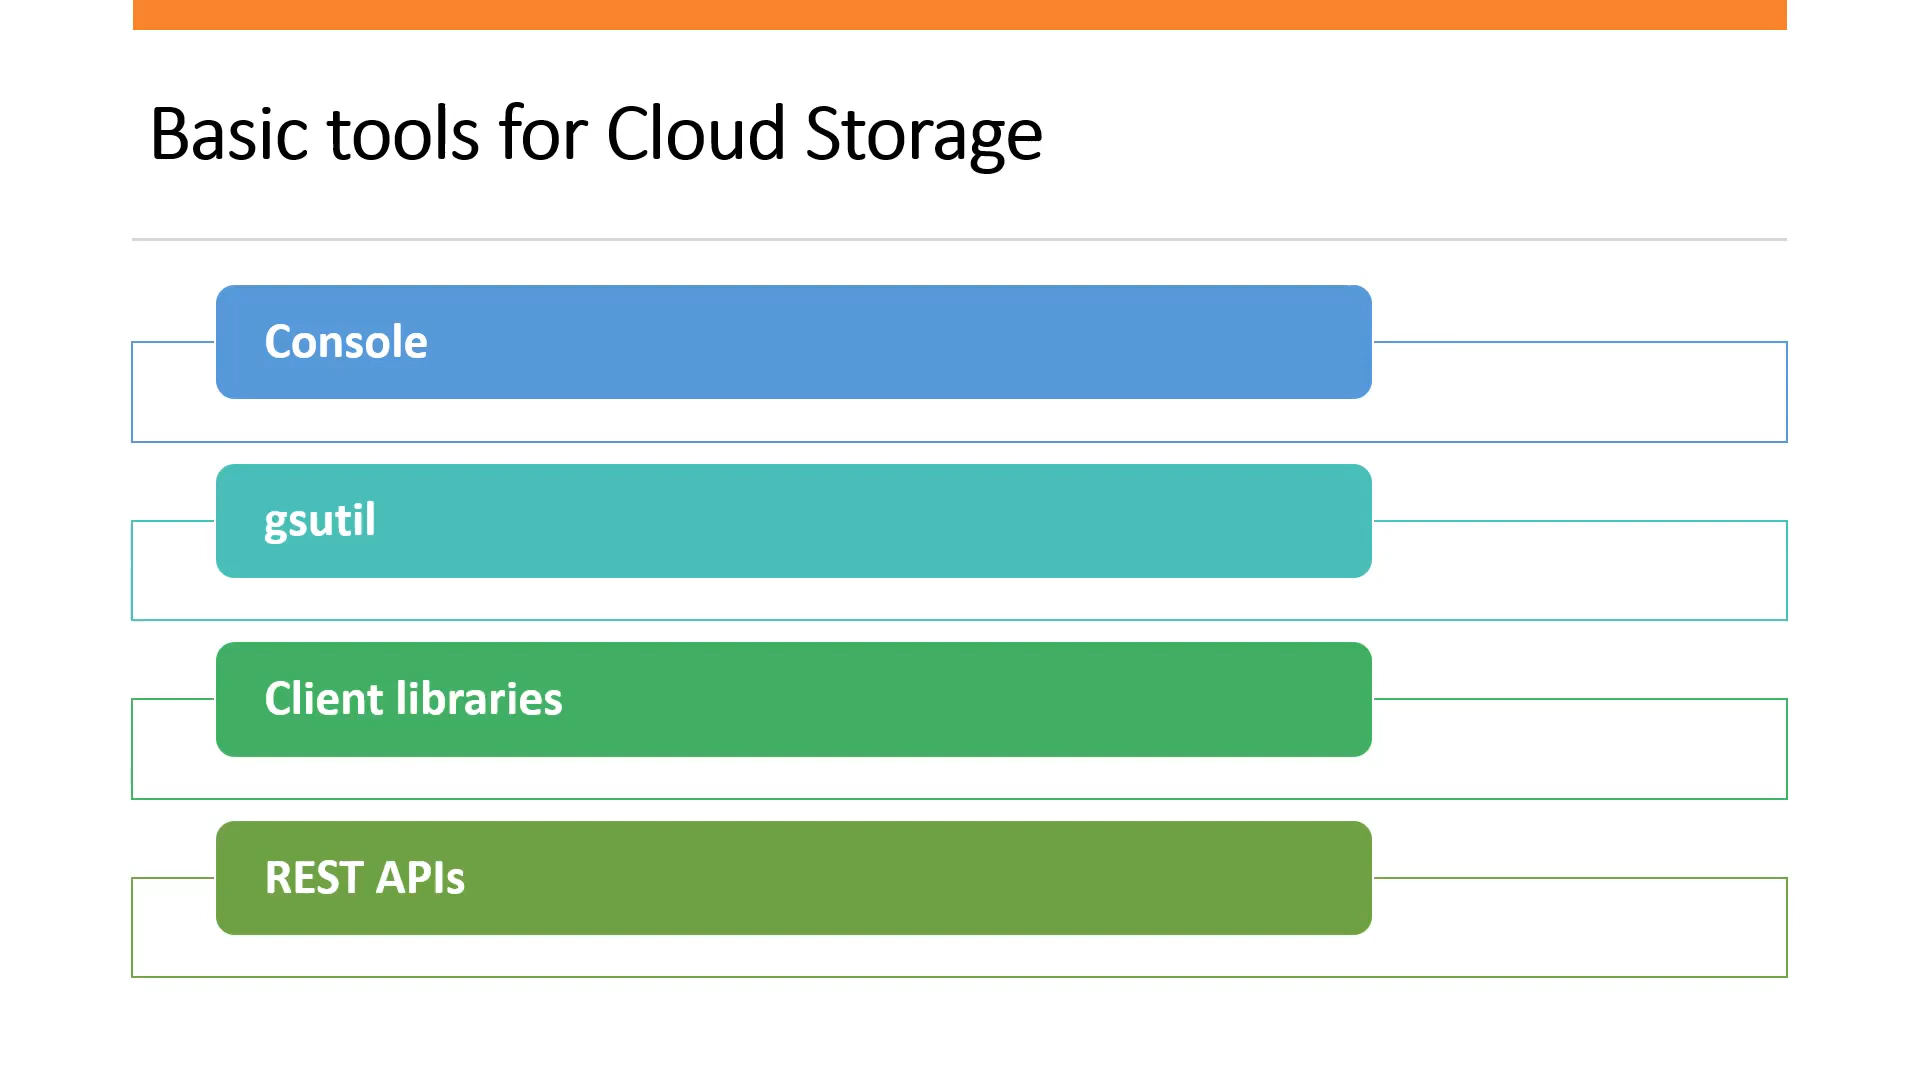 Basic tools for Cloud Storage
Console
gsutil
Client libraries
REST APIs